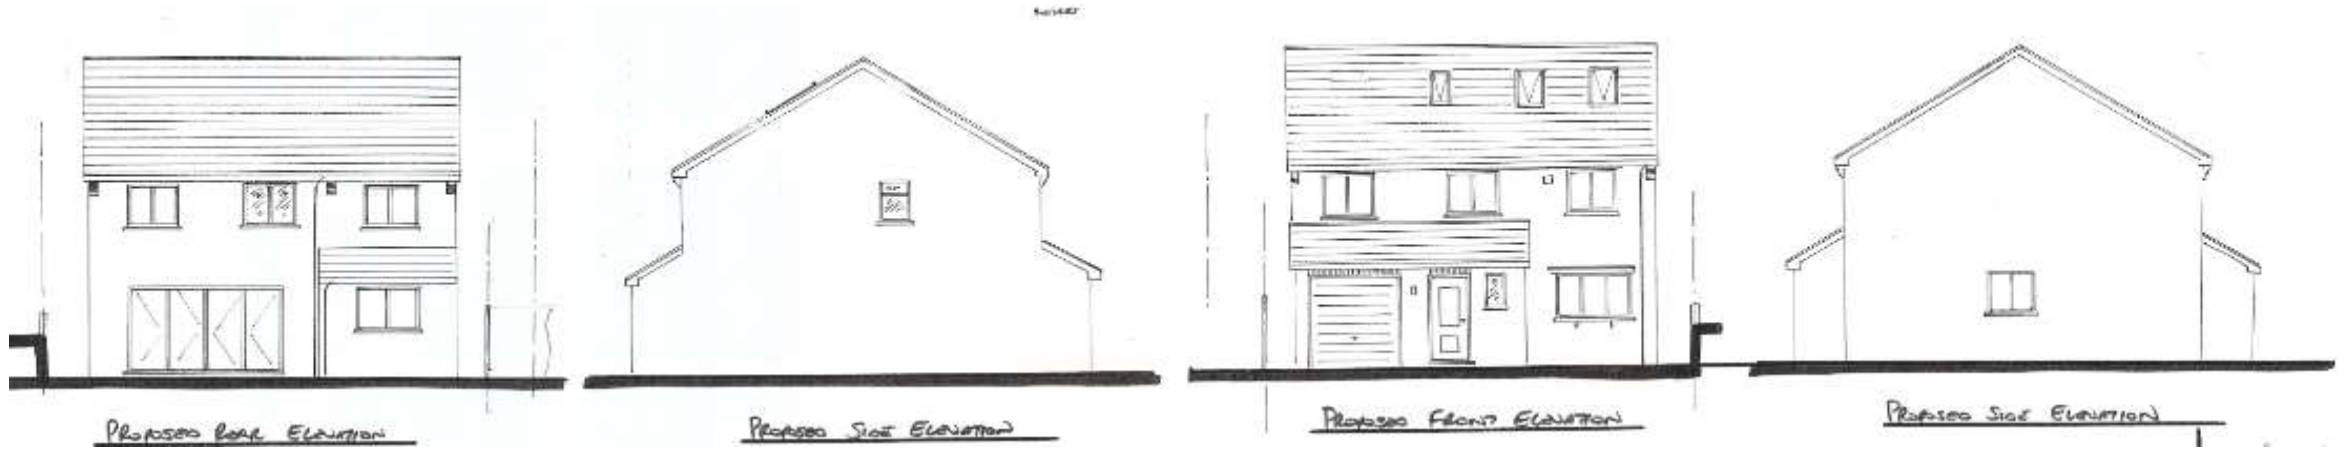 PROPOSED REAR ELEVATION
PROPOSED SIDE ELEVATION
PROPOSED FRONT ELEVATION
PROPOSED SIDE ELEVATION